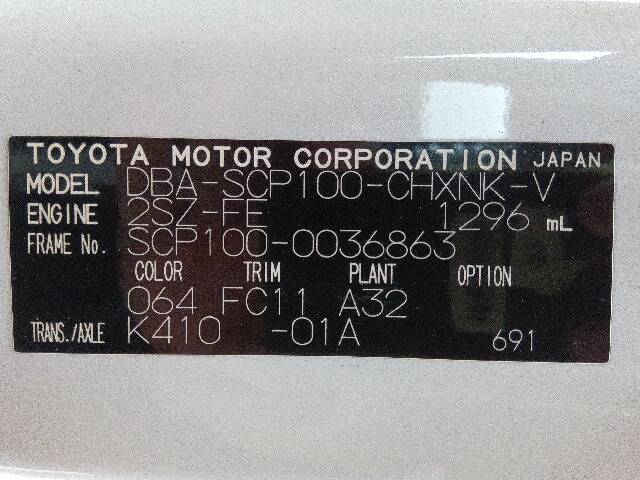 TOYOTA MOTOR CORPORATION JAPAN
MODEL DBA-SCP100-CHXNK-V
ENGINE 2SZ-FE 1296 mL
FRAME No. SCP100-0036863
COLOR TRIM PLANT OPTION
064 FC11 A32
TRANS./AXLE K410 -01A 691